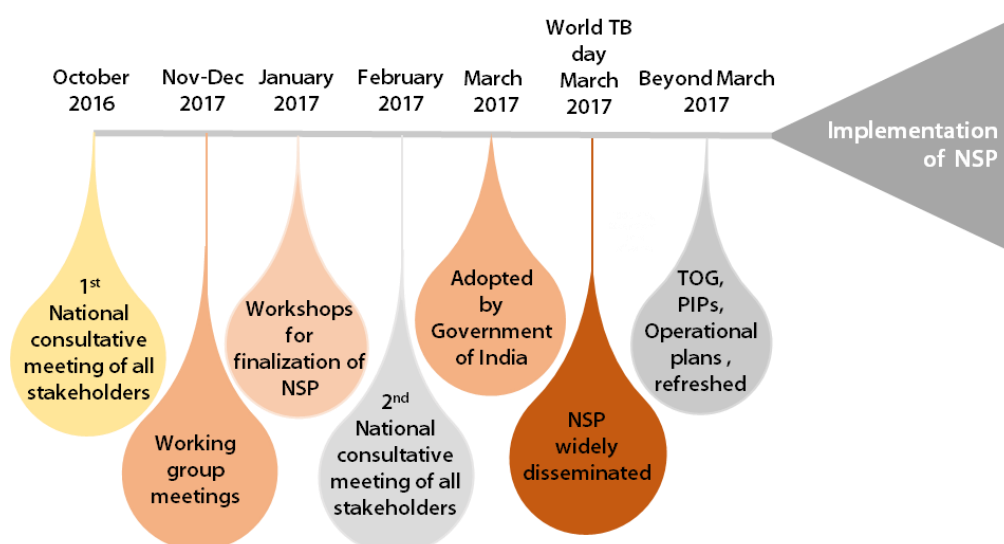 October
2016
Nov-Dec
2017
January
2017
February
2017
March
2017
World TB
day
March
2017
Beyond March
2017
Implementation
of NSP
1st
National
consultative
meeting of all
stakeholders
Working
group
meetings
Workshops
for
finalization of
NSP
2nd
National
consultative
meeting of all
stakeholders
Adopted
by
Government
of India
NSP
widely
disseminated
TOG,
PIPs,
Operational
plans ,
refreshed